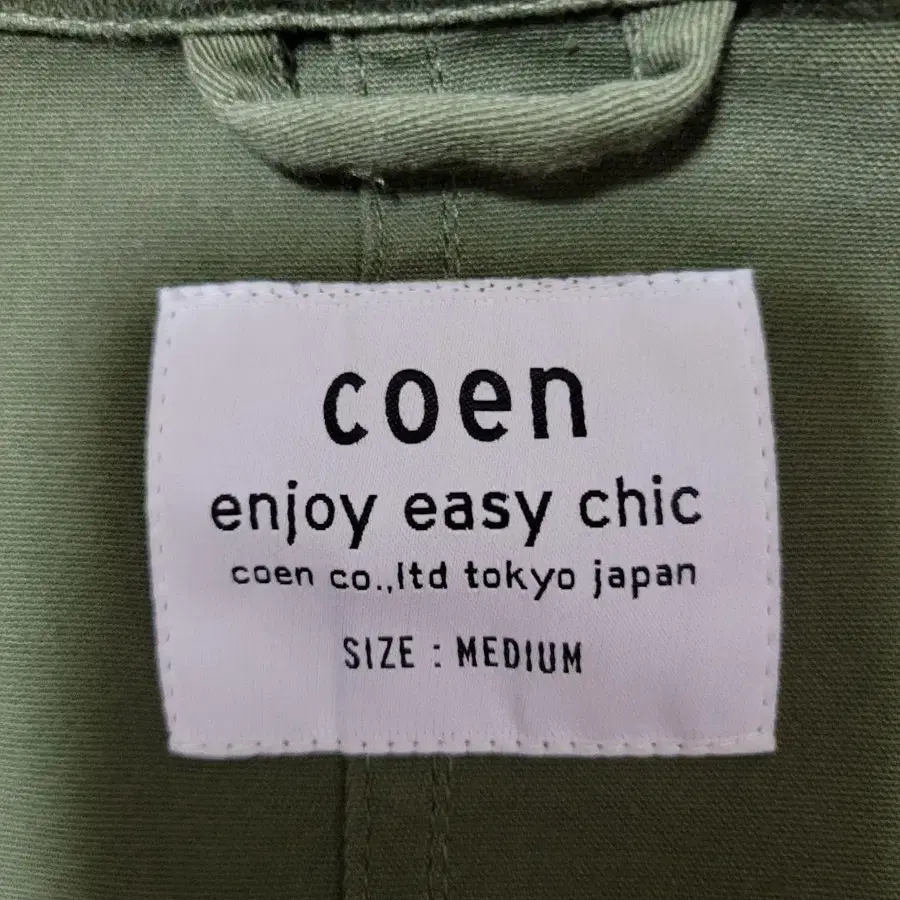 coen
enjoy easy chic
coen co.,ltd tokyo japan
SIZE : MEDIUM